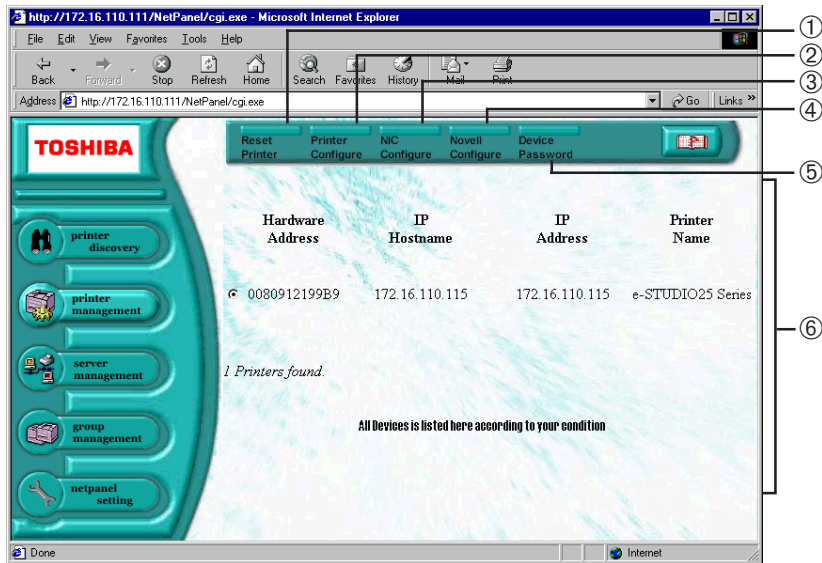 http://172.16.110.111/NetPanel/cgi.exe - Microsoft Internet Explorer
File Edit View Favorites Tools Help
Back Forward Stop Refresh Home Search Favorites History Mail Print
Address http://172.16.110.111/NetPanel/cgi.exe Go Links »
① 
②
③
④
⑤
⑥
TOSHIBA
Reset Printer
Printer Configure
NIC Configure
Novell Configure
Device Password
printer discovery
printer management
server management
group management
netpanel setting
Hardware Address
IP Hostname
IP Address
Printer Name
0080912199B9 172.16.110.115 172.16.110.115 e-STUDIO25 Series
1 Printers found.
All Devices is listed here according to your condition
Done Internet